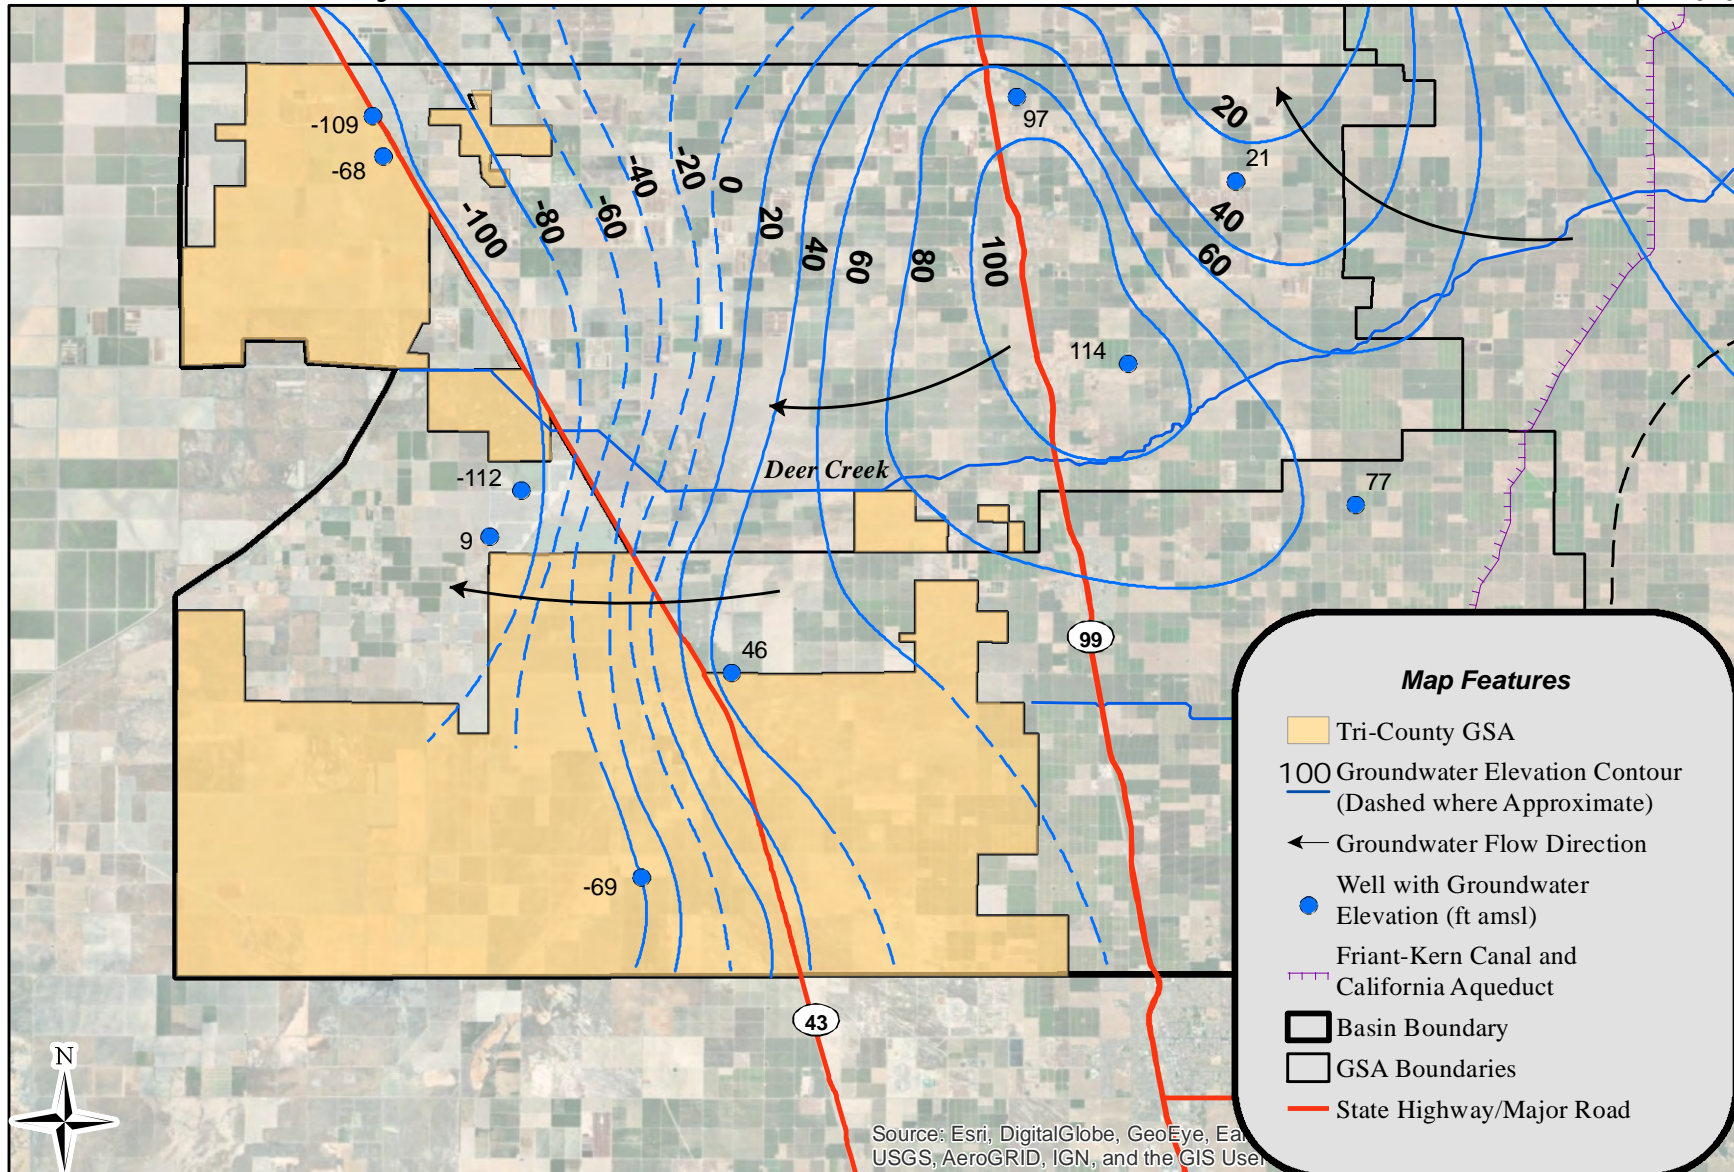 -109
-68
97
21
20
40
60
-100
-80
-60
-40
-20
0
20
40
60
80
100
114
Deer Creek
-112
9
77
46
99
-69
43
N
Map Features
Tri-County GSA
100 Groundwater Elevation Contour
(Dashed where Approximate)
Groundwater Flow Direction
Well with Groundwater
Elevation (ft amsl)
Friant-Kern Canal and
California Aqueduct
Basin Boundary
GSA Boundaries
State Highway/Major Road
Source: Esri, DigitalGlobe, GeoEye,
USGS, AeroGRID, IGN, and the GIS User